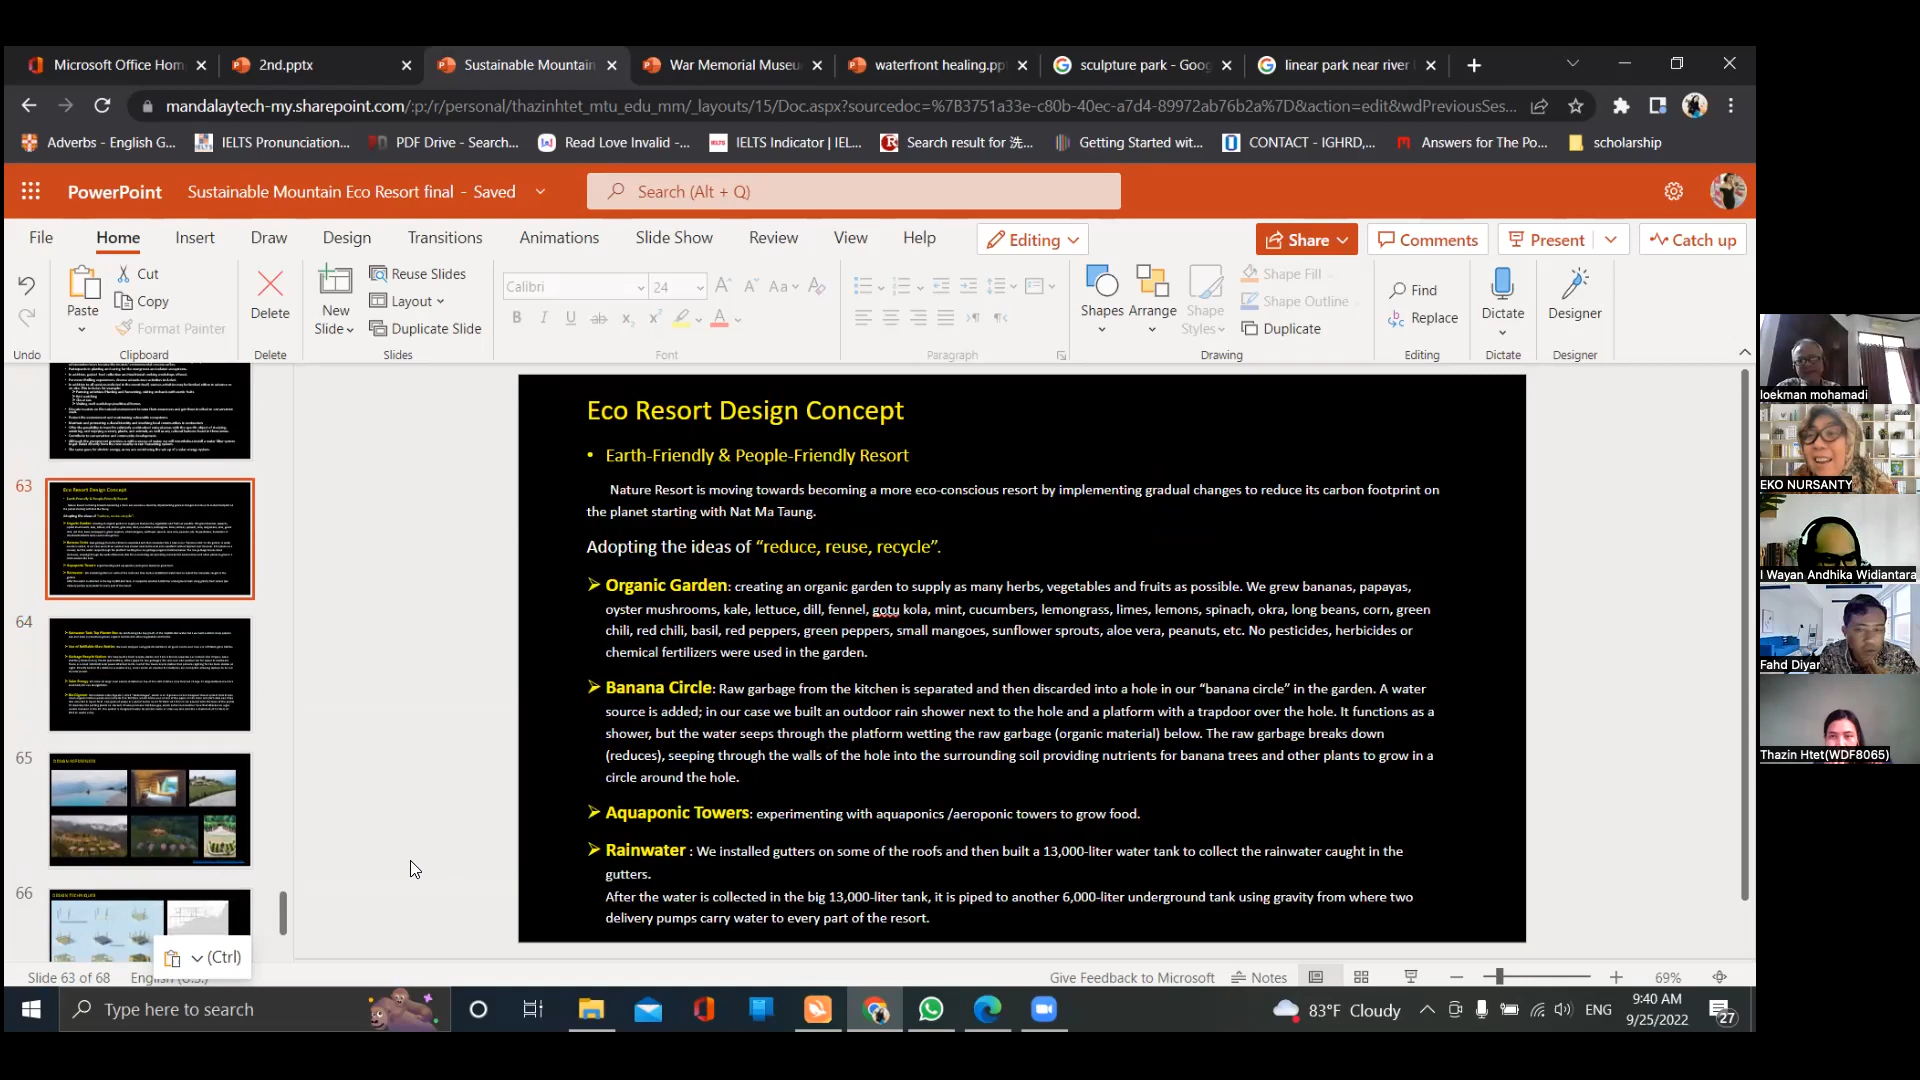 Microsoft Office Hom
2nd.pptx
Sustainable Mountain
War Memorial Museu
waterfront healing.pp
sculpture park - Goog
linear park near river
mandalaytech-my.sharepoint.com/:p:/r/personal/thazinhtet_mtu_edu_mm/_layouts/15/Doc.aspx?sourcedoc=%7B3751a33e-c80b-40ec-a7d4-89972ab76b2a%7D&action=edit&wdPreviousSes...
Adverbs - English G...
IELTS Pronunciation...
PDF Drive - Search...
Read Love Invalid -...
IELTS Indicator | IEL...
Search result for 洗...
Getting Started wit...
CONTACT - IGHRD,...
Answers for The Po...
scholarship
PowerPoint
Sustainable Mountain Eco Resort final - Saved
Search (Alt + Q)
File
Home
Insert
Draw
Design
Transitions
Animations
Slide Show
Review
View
Help
Editing
Share
Comments
Present
Catch up
Paste
Cut
Copy
Format Painter
Delete
New
Slide
Reuse Slides
Layout
Duplicate Slide
Calibri
24
Shapes
Arrange
Shape
Styles
Shape Fill
Shape Outline
Duplicate
Find
Replace
Dictate
Designer
Undo
Clipboard
Delete
Slides
Font
Paragraph
Drawing
Editing
Dictate
Designer
63
64
65
66
Eco Resort Design Concept
• Earth-Friendly & People-Friendly Resort
Nature Resort is moving towards becoming a more eco-conscious resort by implementing gradual changes to reduce its carbon footprint on
the planet starting with Nat Ma Taung.
Adopting the ideas of “reduce, reuse, recycle”.
Organic Garden: creating an organic garden to supply as many herbs, vegetables and fruits as possible. We grew bananas, papayas,
oyster mushrooms, kale, lettuce, dill, fennel, gotu kola, mint, cucumbers, lemongrass, limes, lemons, spinach, okra, long beans, corn, green
chili, red chili, basil, red peppers, green peppers, small mangoes, sunflower sprouts, aloe vera, peanuts, etc. No pesticides, herbicides or
chemical fertilizers were used in the garden.
Banana Circle: Raw garbage from the kitchen is separated and then discarded into a hole in our “banana circle” in the garden. A water
source is added; in our case we built an outdoor rain shower next to the hole and a platform with a trapdoor over the hole. It functions as a
shower, but the water seeps through the platform wetting the raw garbage (organic material) below. The raw garbage breaks down
(reduces), seeping through the walls of the hole into the surrounding soil providing nutrients for banana trees and other plants to grow in a
circle around the hole.
Aquaponic Towers: experimenting with aquaponics /aeroponic towers to grow food.
Rainwater : We installed gutters on some of the roofs and then built a 13,000-liter water tank to collect the rainwater caught in the
gutters.
After the water is collected in the big 13,000-liter tank, it is piped to another 6,000-liter underground tank using gravity from where two
delivery pumps carry water to every part of the resort.
(Ctrl)
Slide 63 of 68
Give Feedback to Microsoft
Notes
69%
Type here to search
83°F Cloudy
ENG
9:40 AM
9/25/2022
27
loekman mohamadi
EKO NURSANTY
I Wayan Andhika Widiantara
Fahd Diyar
Thazin Htet(WDF8065)